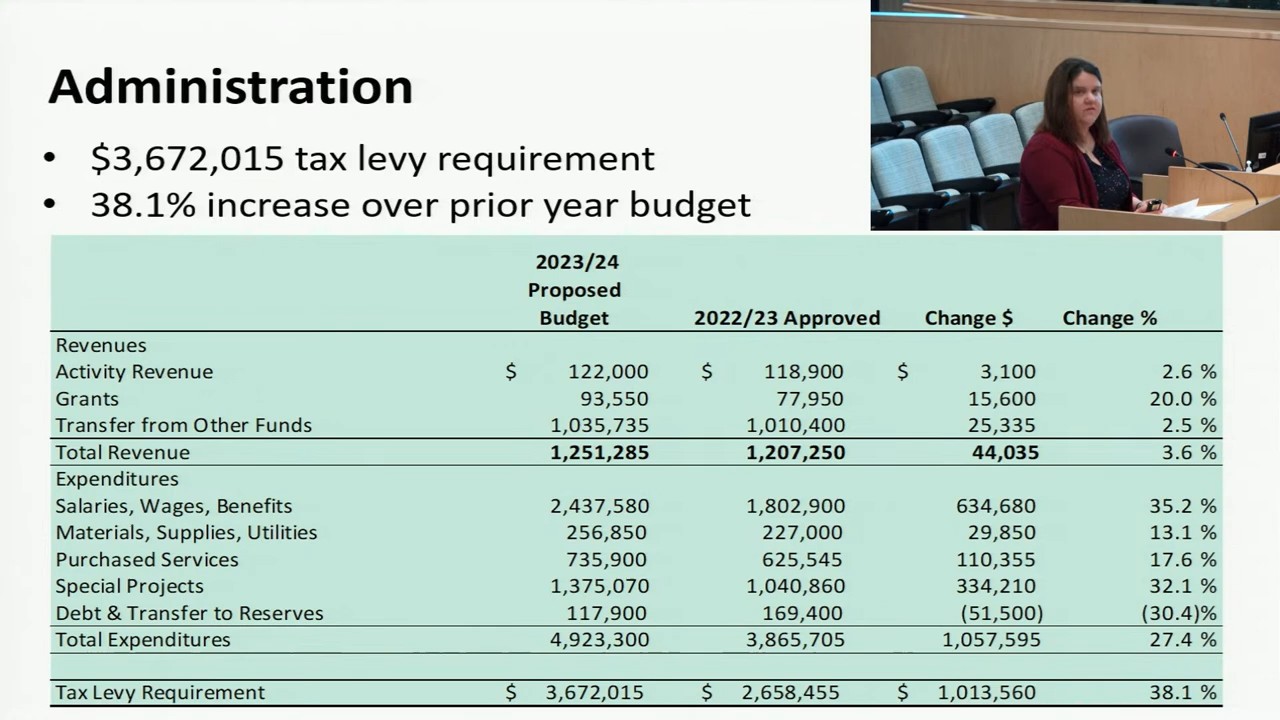 Administration
• $3,672,015 tax levy requirement
• 38.1% increase over prior year budget
2023/24
Proposed
Budget 2022/23 Approved Change $ Change %
Revenues
Activity Revenue $ 122,000 $ 118,900 $ 3,100 2.6 %
Grants 93,550 77,950 15,600 20.0 %
Transfer from Other Funds 1,035,735 1,010,400 25,335 2.5 %
Total Revenue 1,251,285 1,207,250 44,035 3.6 %
Expenditures
Salaries, Wages, Benefits 2,437,580 1,802,900 634,680 35.2 %
Materials, Supplies, Utilities 256,850 227,000 29,850 13.1 %
Purchased Services 735,900 625,545 110,355 17.6 %
Special Projects 1,375,070 1,040,860 334,210 32.1 %
Debt & Transfer to Reserves 117,900 169,400 (51,500) (30.4)%
Total Expenditures 4,923,300 3,865,705 1,057,595 27.4 %
Tax Levy Requirement $ 3,672,015 $ 2,658,455 $ 1,013,560 38.1 %